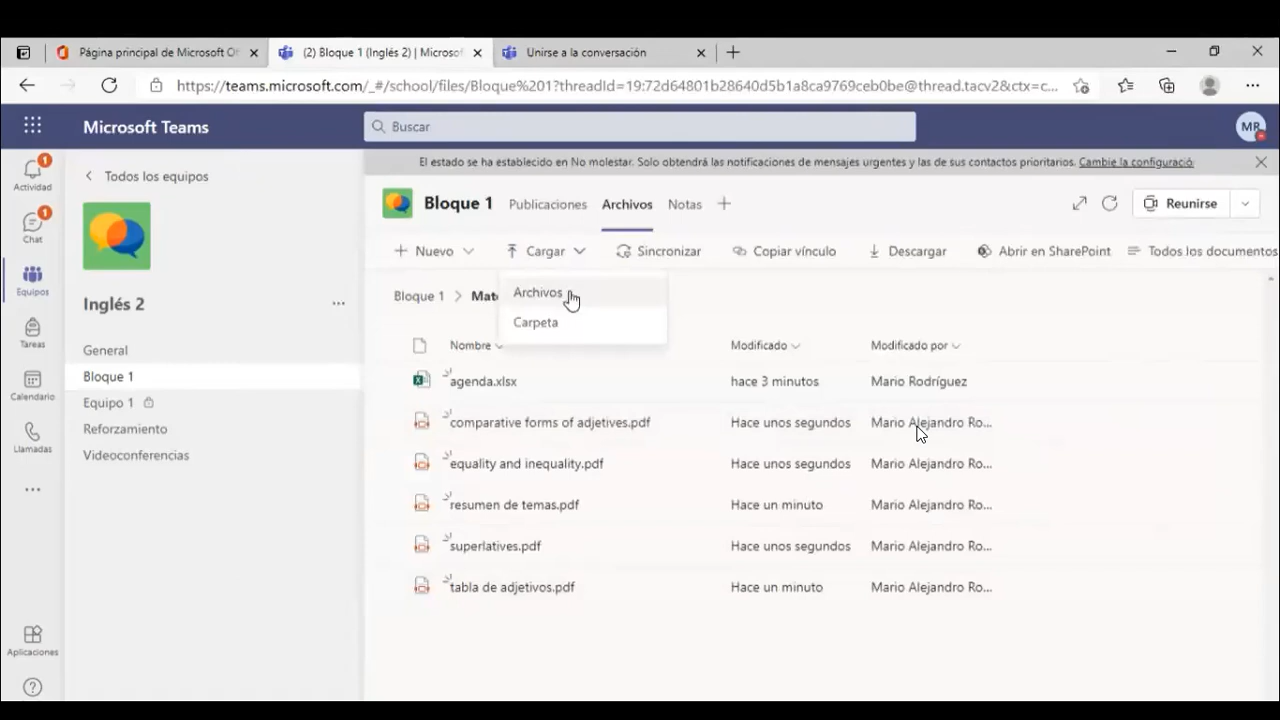 Página principal de Microsoft Of
(2) Bloque 1 (Inglés 2) | Microsof
Unirse a la conversación
https://teams.microsoft.com/_#/school/files/Bloque%201?threadId=19:72d64801b28640d5b1a8ca9769ceb0be@thread.tacv2&ctx=c...
Microsoft Teams
Buscar
MR
El estado se ha establecido en No molestar. Solo obtendrá las notificaciones de mensajes urgentes y las de sus contactos prioritarios. Cambie la configuració
1
Actividad
1
Chat
Equipos
Tareas
Calendario
Llamadas
Aplicaciones
Todos los equipos
Inglés 2
General
Bloque 1
Equipo 1
Reforzamiento
Videoconferencias
Bloque 1
Publicaciones
Archivos
Notas
Reunirse
Nuevo
Cargar
Sincronizar
Copiar vínculo
Descargar
Abrir en SharePoint
Todos los documentos
Bloque 1 > Mate
Archivos
Carpeta
Nombre
Modificado
Modificado por
agenda.xlsx hace 3 minutos Mario Rodríguez
comparative forms of adjetives.pdf Hace unos segundos Mario Alejandro Ro...
equality and inequality.pdf Hace unos segundos Mario Alejandro Ro...
resumen de temas.pdf Hace un minuto Mario Alejandro Ro...
superlatives.pdf Hace unos segundos Mario Alejandro Ro...
tabla de adjetivos.pdf Hace un minuto Mario Alejandro Ro...